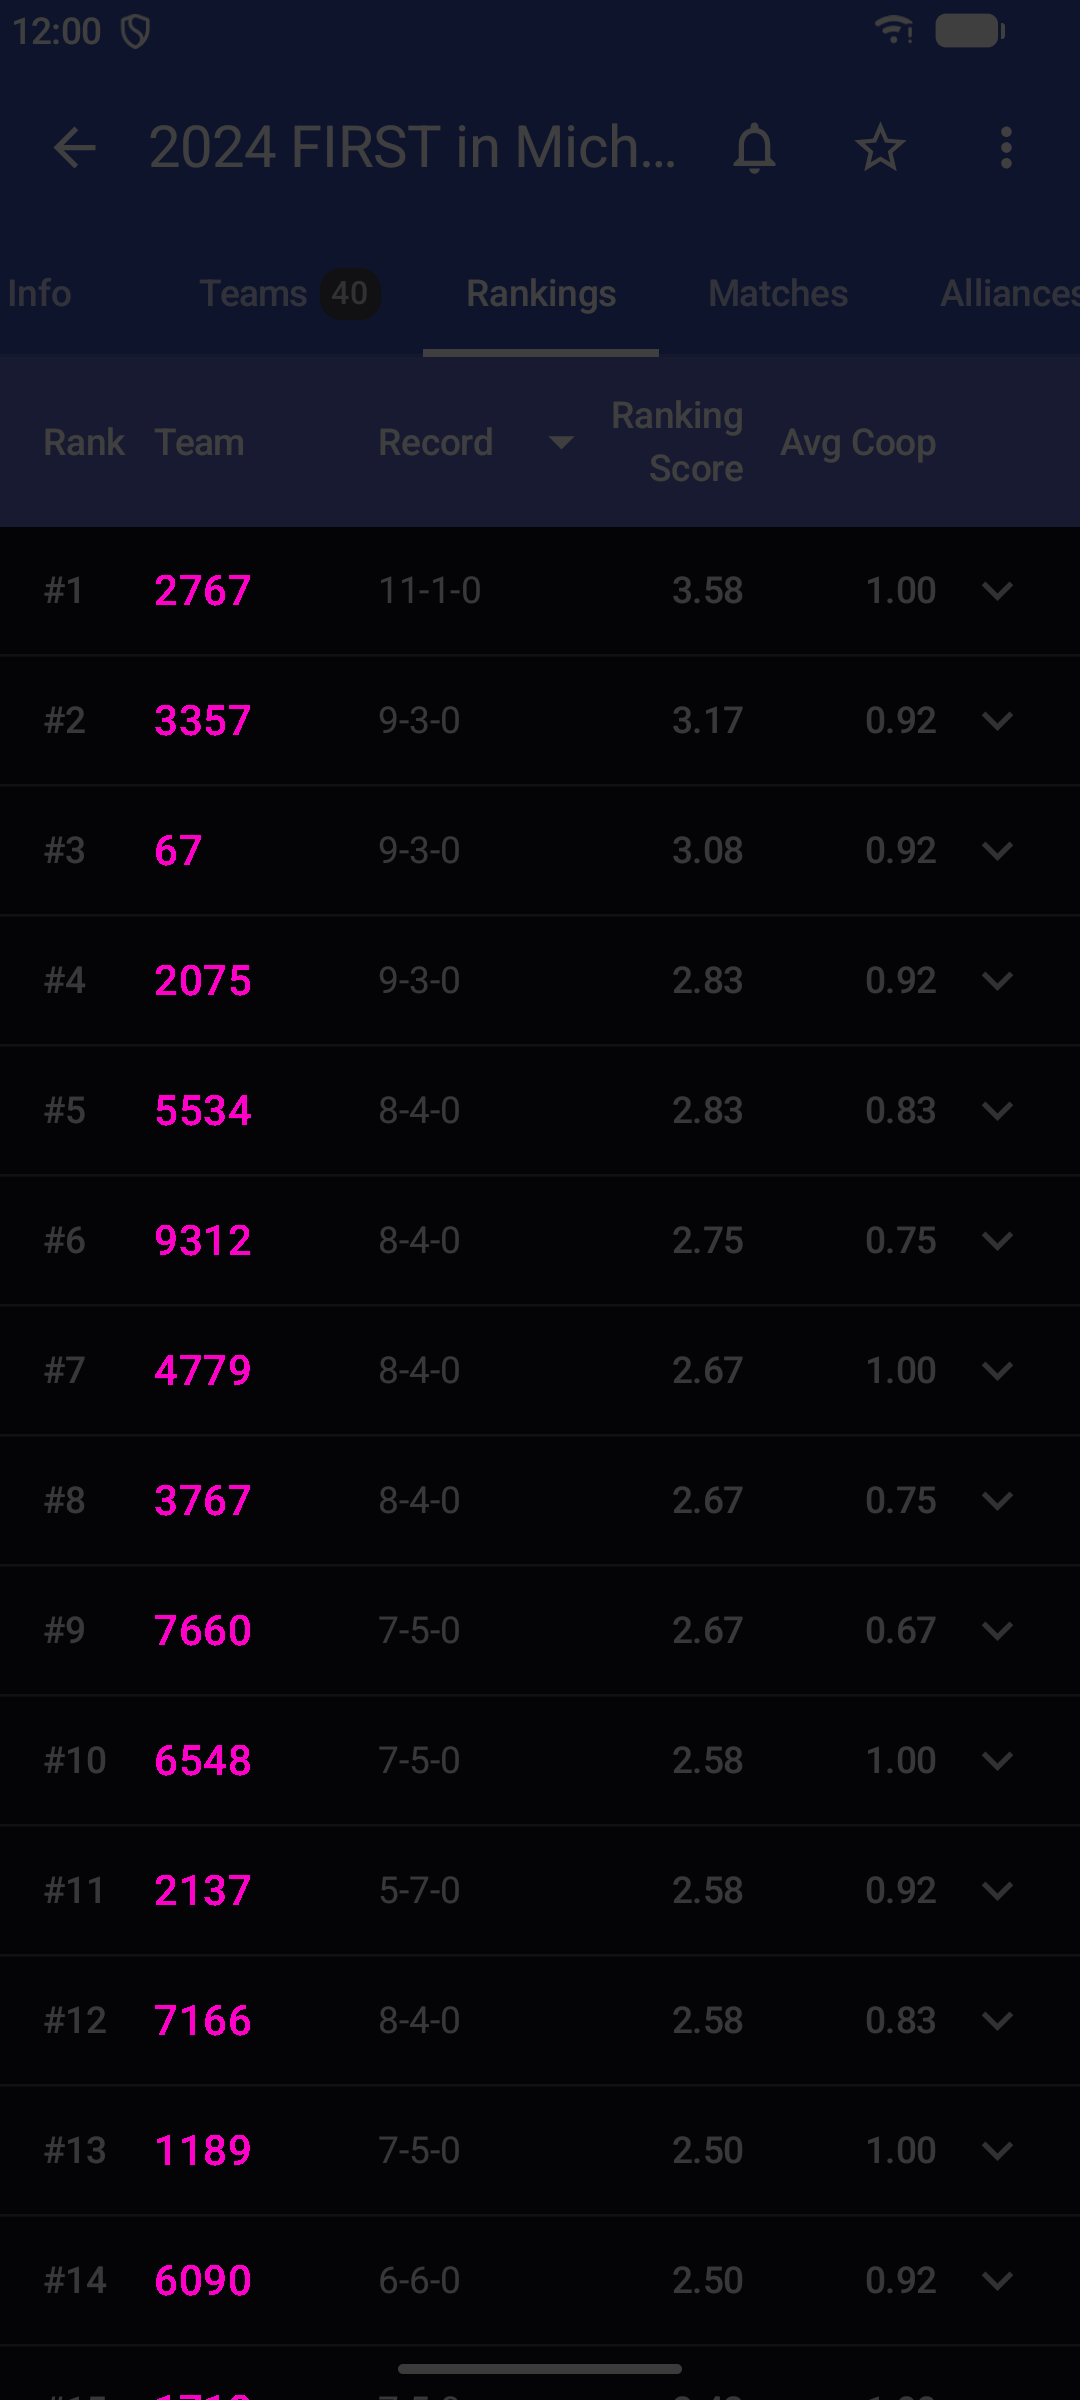 12:00
2024 FIRST in Mich...
Info Teams 40 Rankings Matches Alliances
Rank Team Record Ranking Score Avg Coop
#1 2767 11-1-0 3.58 1.00
#2 3357 9-3-0 3.17 0.92
#3 67 9-3-0 3.08 0.92
#4 2075 9-3-0 2.83 0.92
#5 5534 8-4-0 2.83 0.83
#6 9312 8-4-0 2.75 0.75
#7 4779 8-4-0 2.67 1.00
#8 3767 8-4-0 2.67 0.75
#9 7660 7-5-0 2.67 0.67
#10 6548 7-5-0 2.58 1.00
#11 2137 5-7-0 2.58 0.92
#12 7166 8-4-0 2.58 0.83
#13 1189 7-5-0 2.50 1.00
#14 6090 6-6-0 2.50 0.92